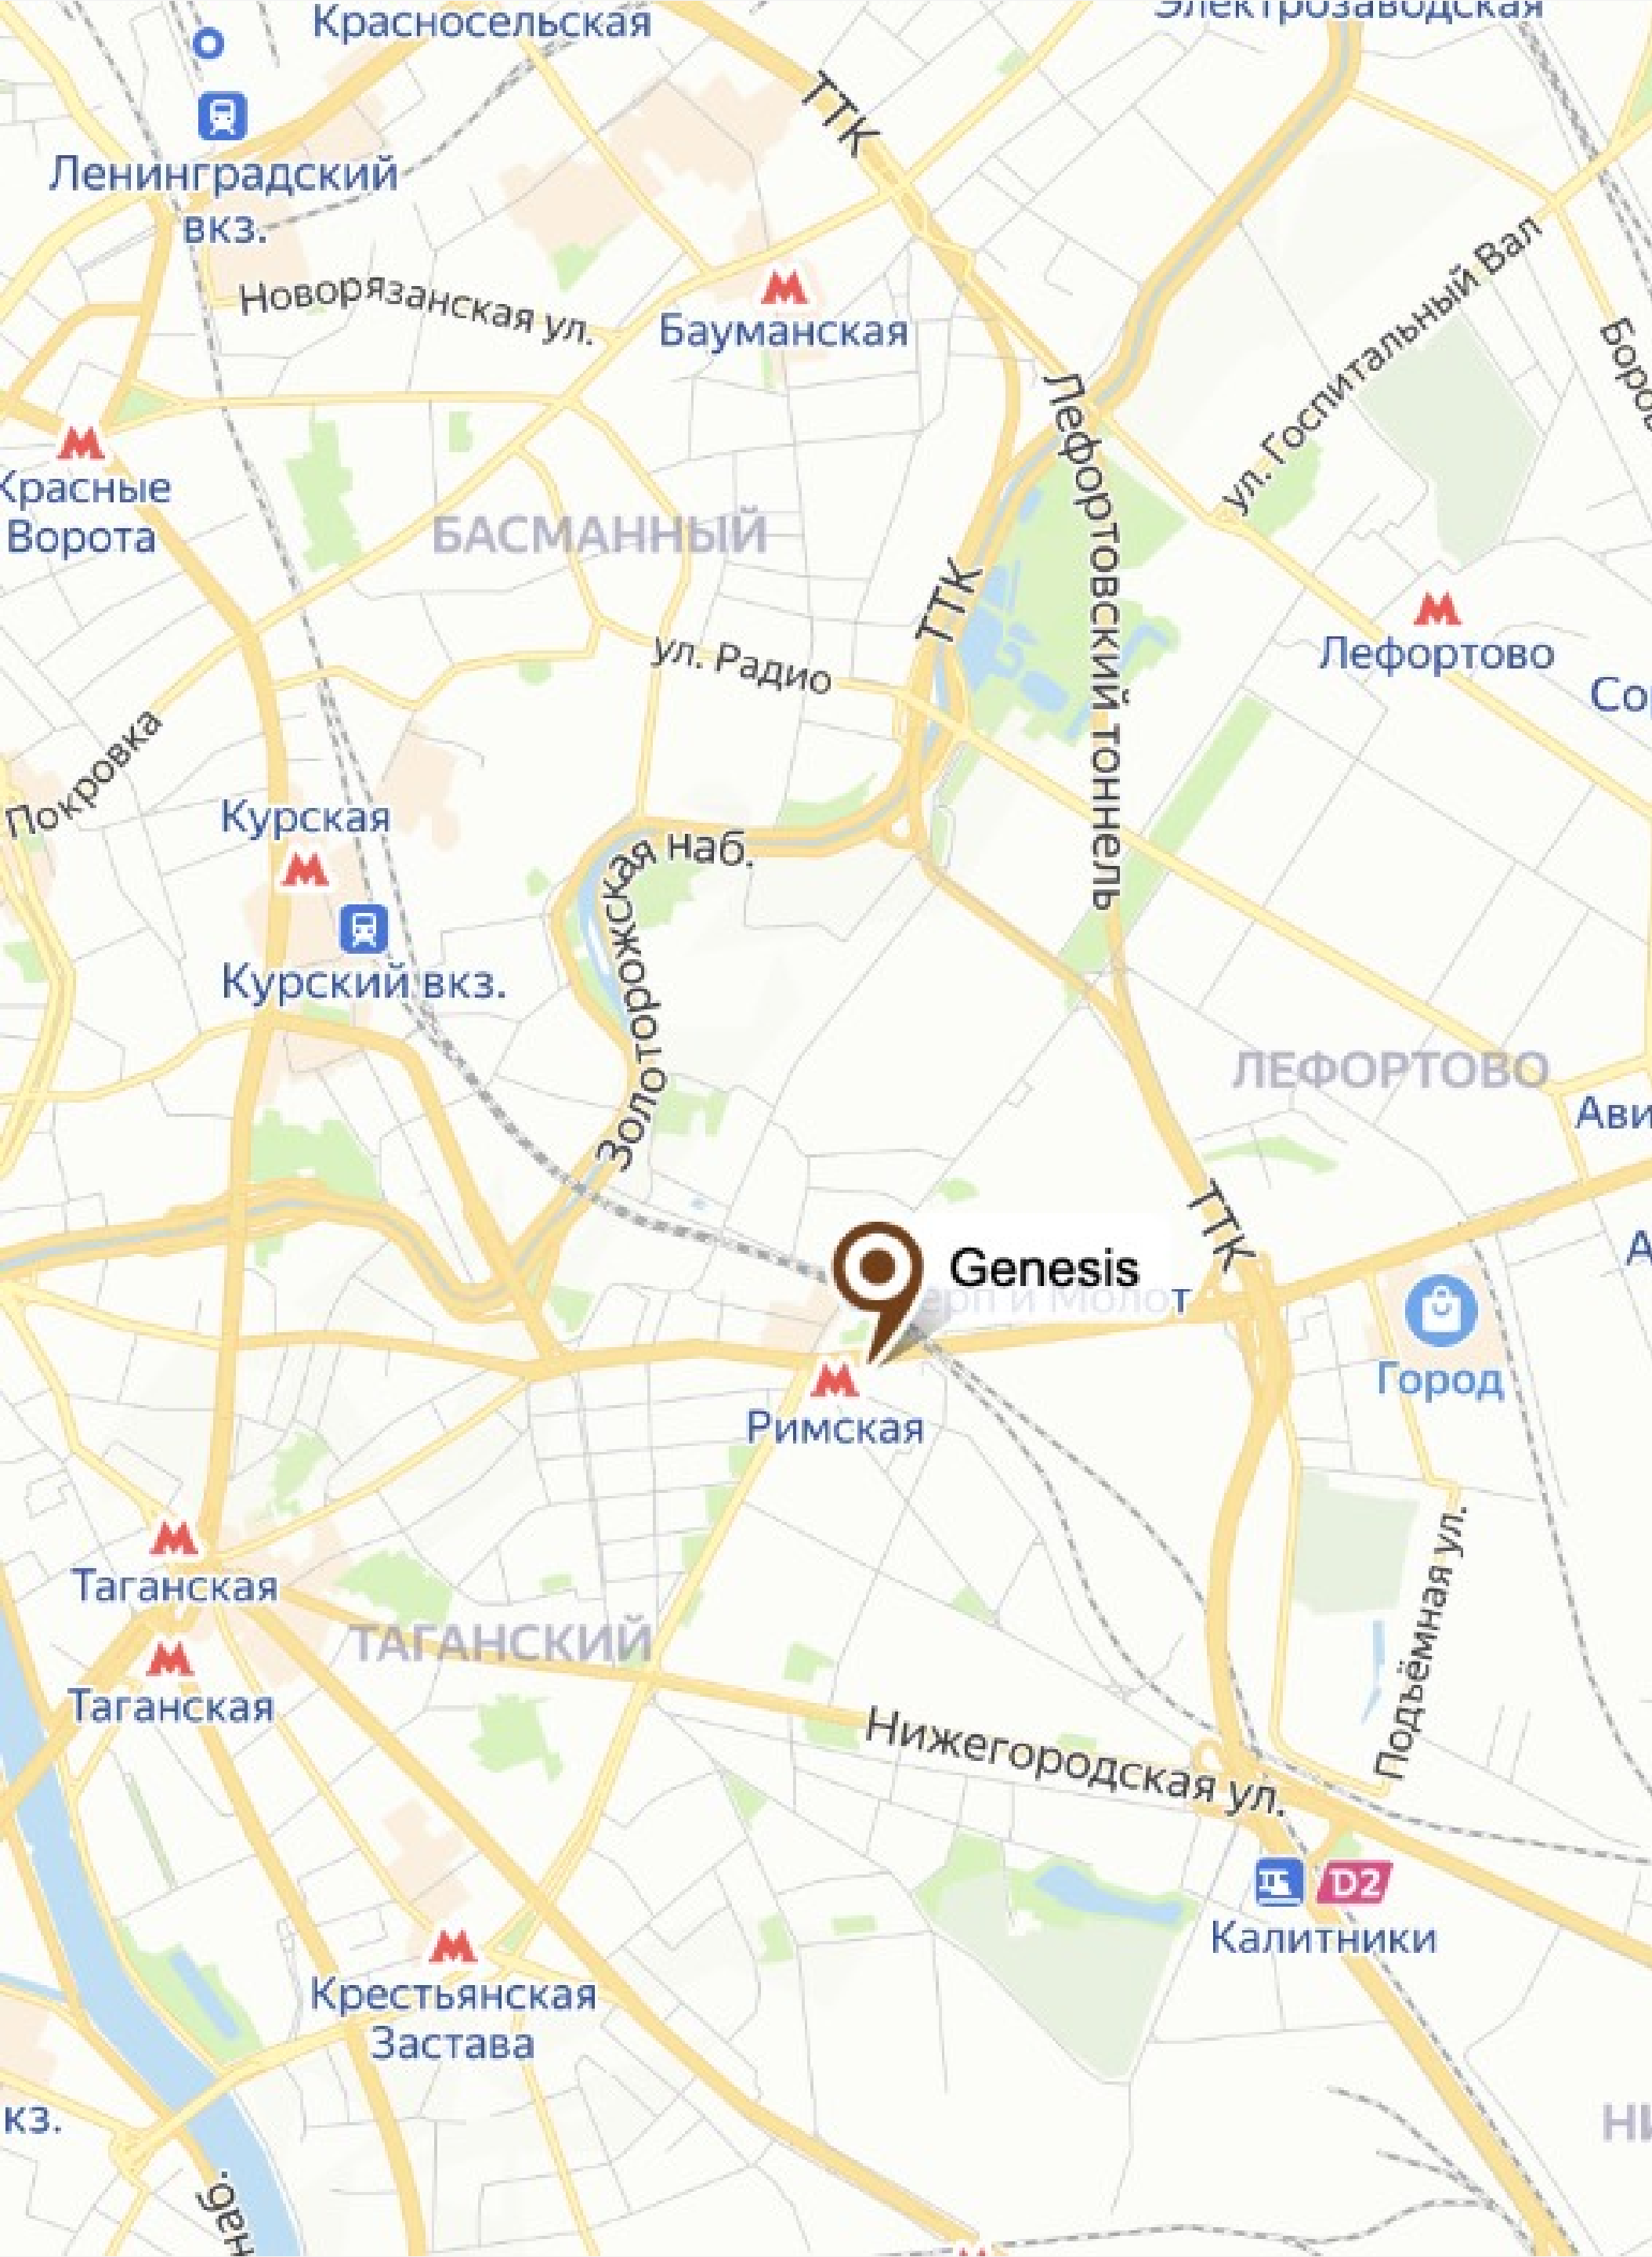 Красносельская
Электрозаводская
ТТК
Ленинградский
вкз.
Новорязанская ул.
Бауманская
ул. Госпитальный Вал
Красные
Ворота
Лефортовский тоннель
БАСМАННЫЙ
ТТК
Лефортово
ул. Радио
Покровка
Курская
Золоторожская наб.
Курский вкз.
ЛЕФОРТОВО
ТТК
Genesis
Город
Римская
Таганская
ТАГАНСКИЙ
Таганская
Подъёмная ул.
Нижегородская ул.
D2
Калитники
Крестьянская
Застава
кз.
наб.